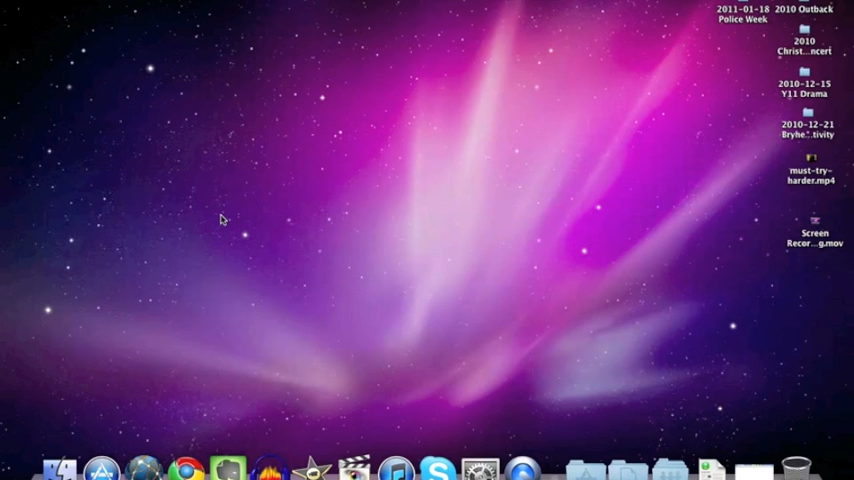 2011-01-18
Police Week
2010 Outback
2010
Christ...ncert
2010-12-15
Y11 Drama
2010-12-21
Bryhe...tivity
must-try-
harder.mp4
Screen
Recor...g.mov